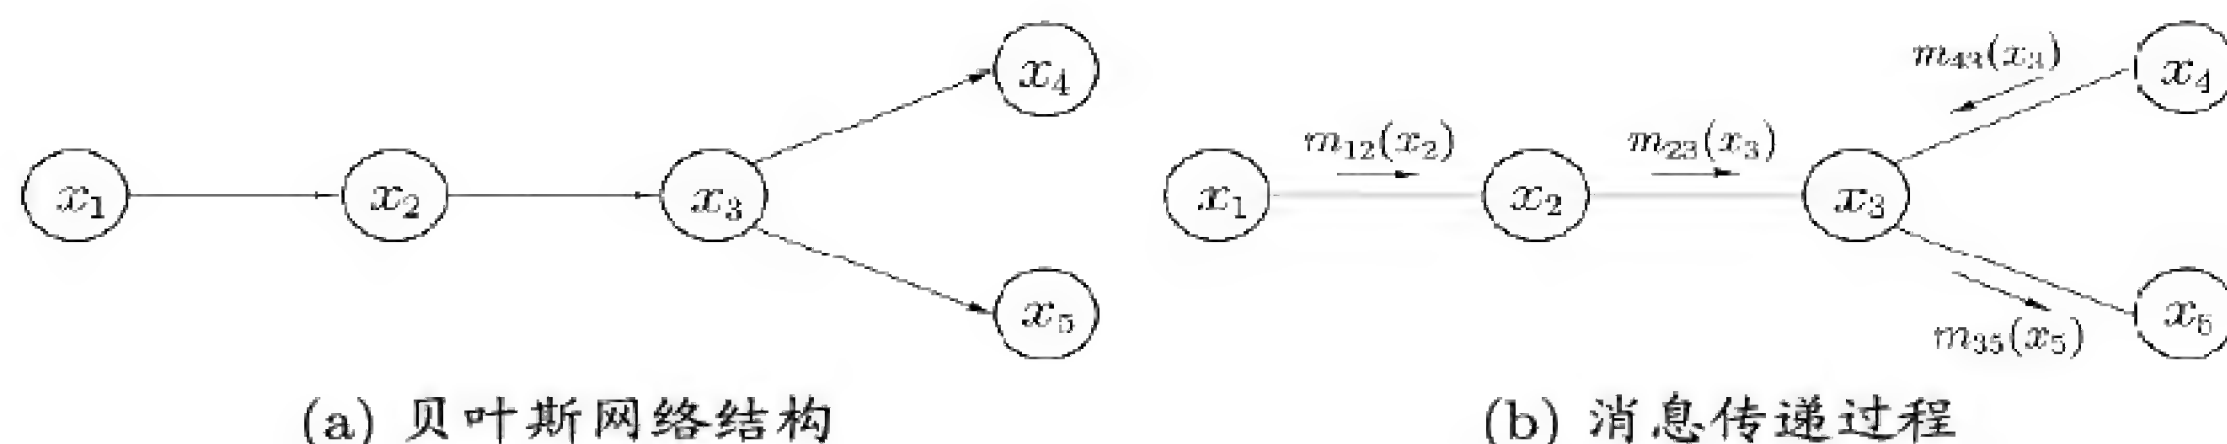 x₁ x₂ x₃ x₄ x₅
(a) 贝叶斯网络结构
m₁₂(x₂) m₂₃(x₃) m₄₃(x₃) m₃₅(x₅)
x₁ x₂ x₃ x₄ x₅
(b) 消息传递过程